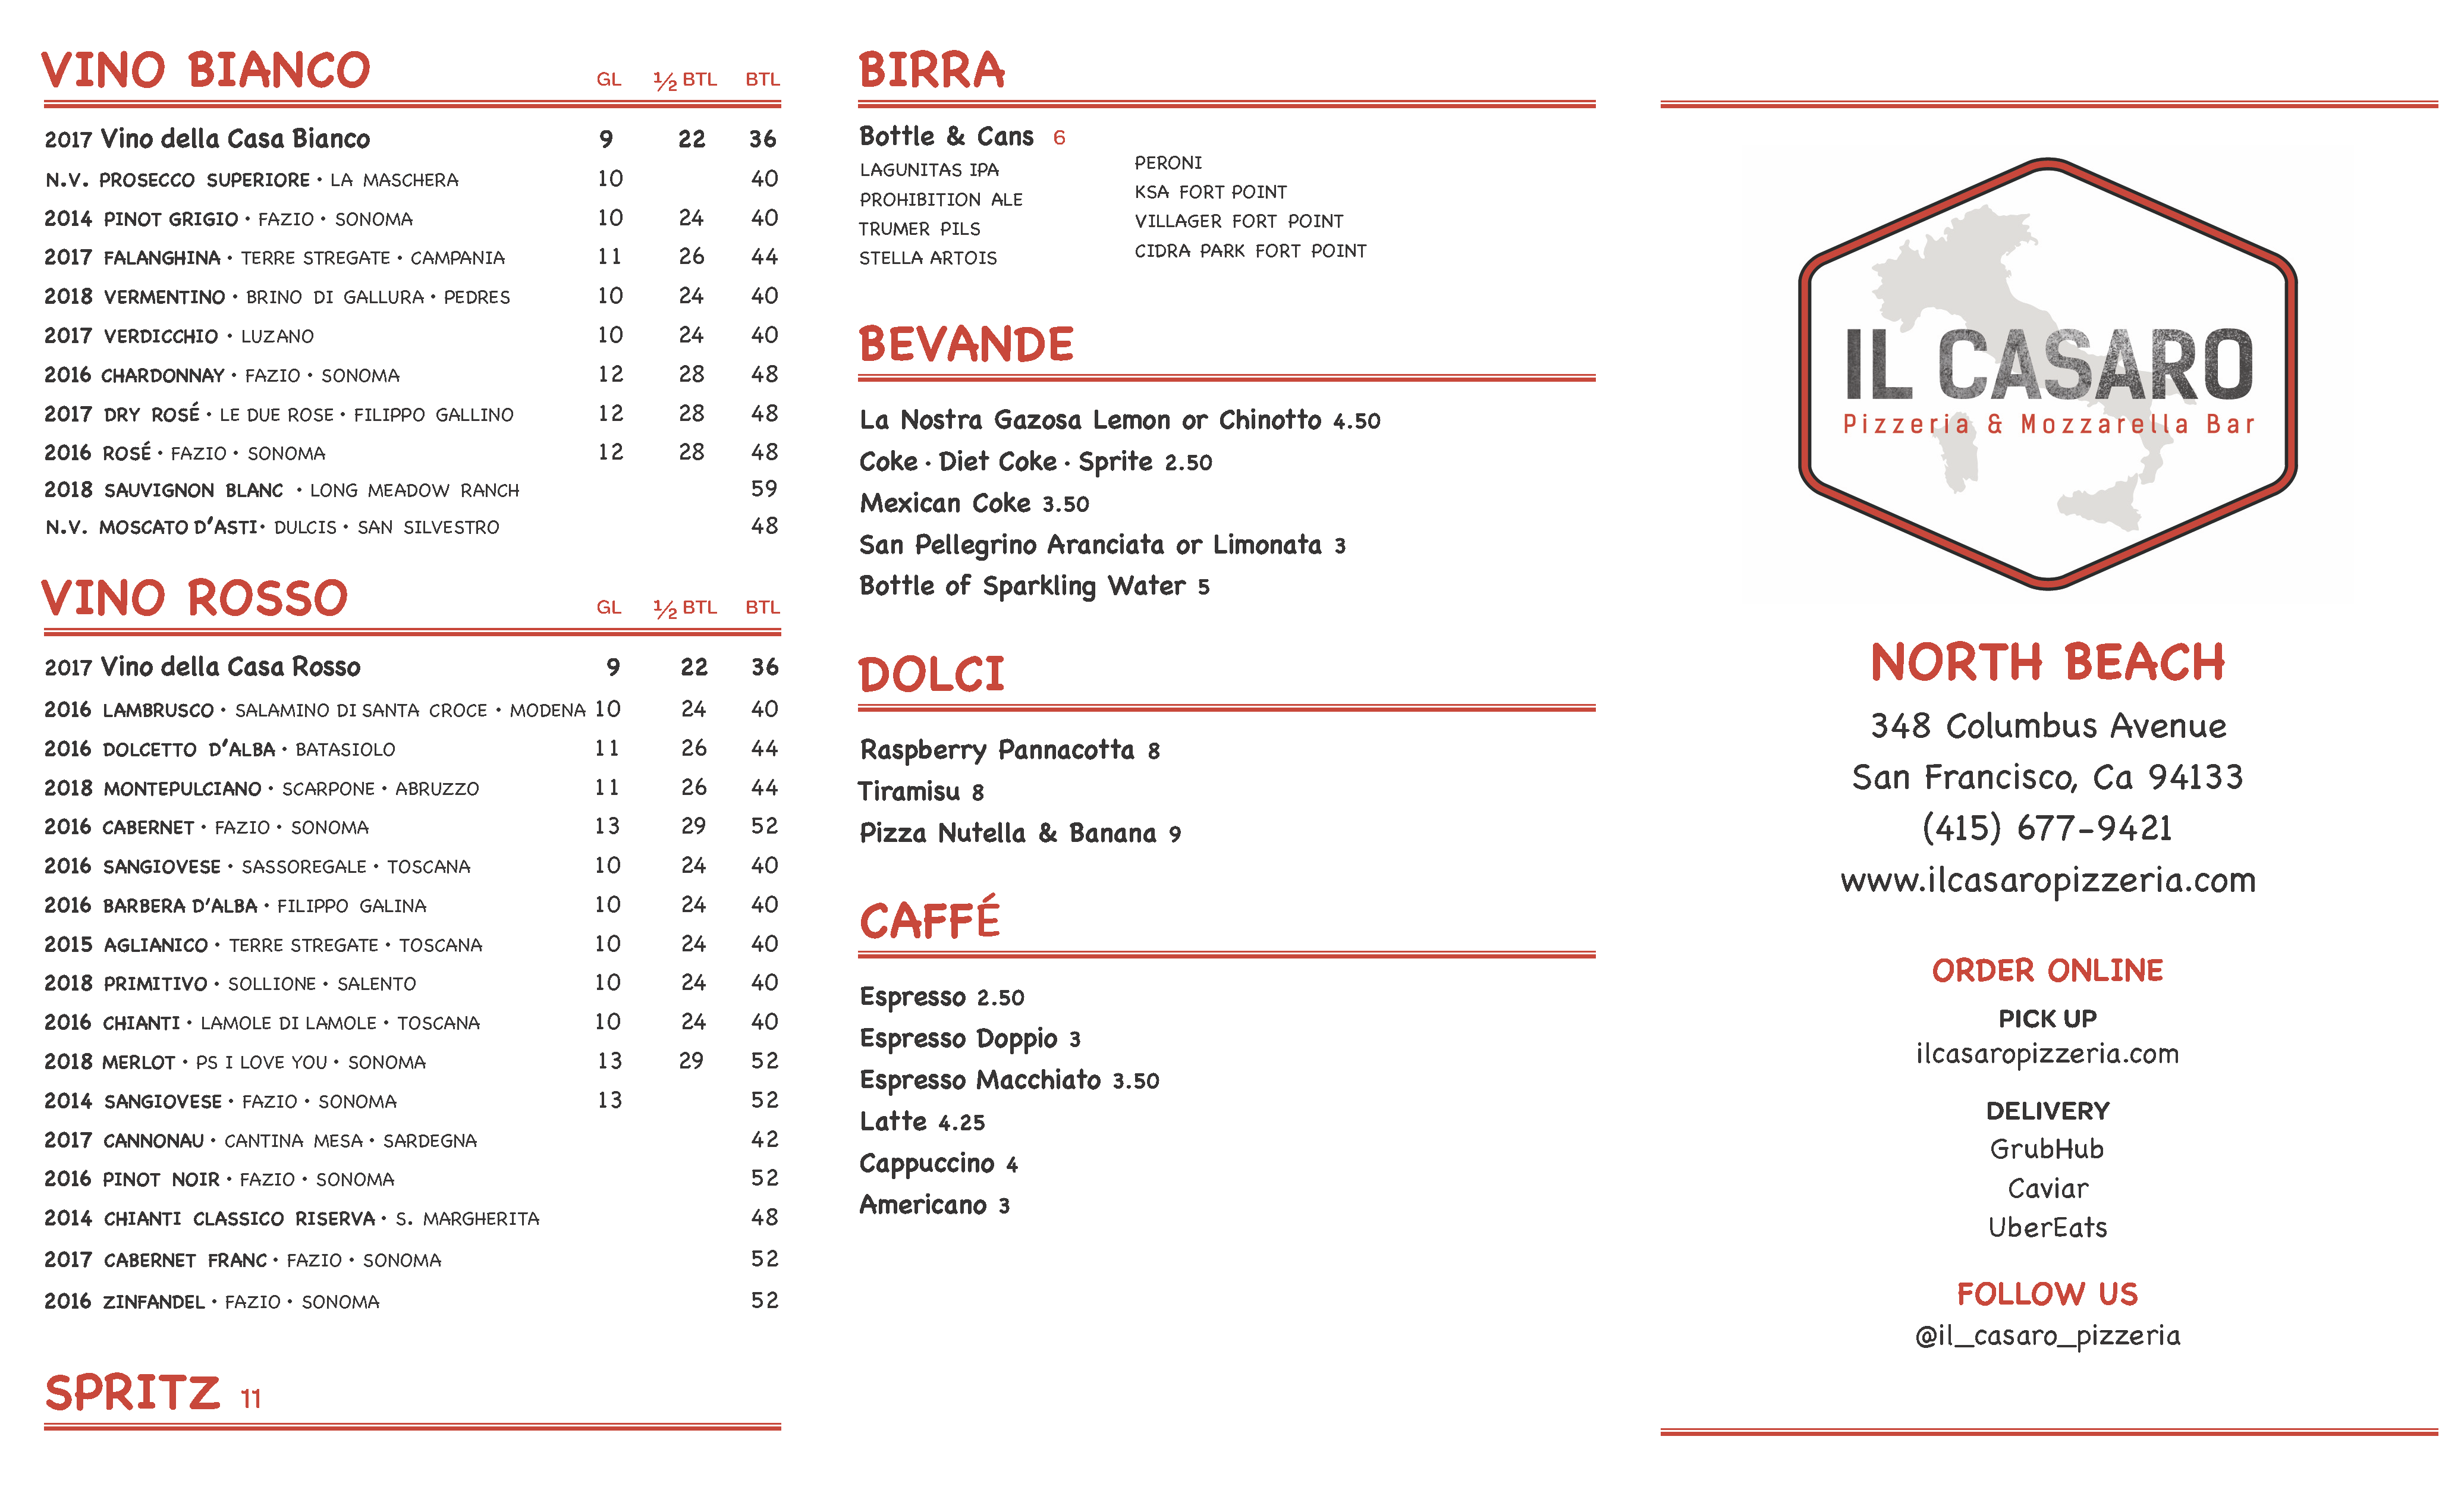 VINO BIANCO GL ½ BTL BTL
2017 Vino della Casa Bianco 9 22 36
N.V. PROSECCO SUPERIORE • LA MASCHERA 10 40
2014 PINOT GRIGIO • FAZIO • SONOMA 10 24 40
2017 FALANGHINA • TERRE STREGATE • CAMPANIA 11 26 44
2018 VERMENTINO • BRINO DI GALLURA • PEDRES 10 24 40
2017 VERDICCHIO • LUZANO 10 24 40
2016 CHARDONNAY • FAZIO • SONOMA 12 28 48
2017 DRY ROSÉ • LE DUE ROSE • FILIPPO GALLINO 12 28 48
2016 ROSÉ • FAZIO • SONOMA 12 28 48
2018 SAUVIGNON BLANC • LONG MEADOW RANCH 59
N.V. MOSCATO D'ASTI • DULCIS • SAN SILVESTRO 48
VINO ROSSO GL ½ BTL BTL
2017 Vino della Casa Rosso 9 22 36
2016 LAMBRUSCO • SALAMINO DI SANTA CROCE • MODENA 10 24 40
2016 DOLCETTO D'ALBA • BATASIOLO 11 26 44
2018 MONTEPULCIANO • SCARPONE • ABRUZZO 11 26 44
2016 CABERNET • FAZIO • SONOMA 13 29 52
2016 SANGIOVESE • SASSOREGALE • TOSCANA 10 24 40
2016 BARBERA D'ALBA • FILIPPO GALINA 10 24 40
2015 AGLIANICO • TERRE STREGATE • TOSCANA 10 24 40
2018 PRIMITIVO • SOLLIONE • SALENTO 10 24 40
2016 CHIANTI • LAMOLE DI LAMOLE • TOSCANA 10 24 40
2018 MERLOT • PS I LOVE YOU • SONOMA 13 29 52
2014 SANGIOVESE • FAZIO • SONOMA 13 52
2017 CANNONAU • CANTINA MESA • SARDEGNA 42
2016 PINOT NOIR • FAZIO • SONOMA 52
2014 CHIANTI CLASSICO RISERVA • S. MARGHERITA 48
2017 CABERNET FRANC • FAZIO • SONOMA 52
2016 ZINFANDEL • FAZIO • SONOMA 52
SPRITZ 11
BIRRA
Bottle & Cans 6
LAGUNITAS IPA
PROHIBITION ALE
TRUMER PILS
STELLA ARTOIS
PERONI
KSA FORT POINT
VILLAGER FORT POINT
CIDRA PARK FORT POINT
BEVANDE
La Nostra Gazosa Lemon or Chinotto 4.50
Coke • Diet Coke • Sprite 2.50
Mexican Coke 3.50
San Pellegrino Aranciata or Limonata 3
Bottle of Sparkling Water 5
DOLCI
Raspberry Pannacotta 8
Tiramisu 8
Pizza Nutella & Banana 9
CAFFÉ
Espresso 2.50
Espresso Doppio 3
Espresso Macchiato 3.50
Latte 4.25
Cappuccino 4
Americano 3
IL CASARO
Pizzeria & Mozzarella Bar
NORTH BEACH
348 Columbus Avenue
San Francisco, Ca 94133
(415) 677-9421
www.ilcasaropizzeria.com
ORDER ONLINE
PICK UP
ilcasaropizzeria.com
DELIVERY
GrubHub
Caviar
UberEats
FOLLOW US
@il_casaro_pizzeria